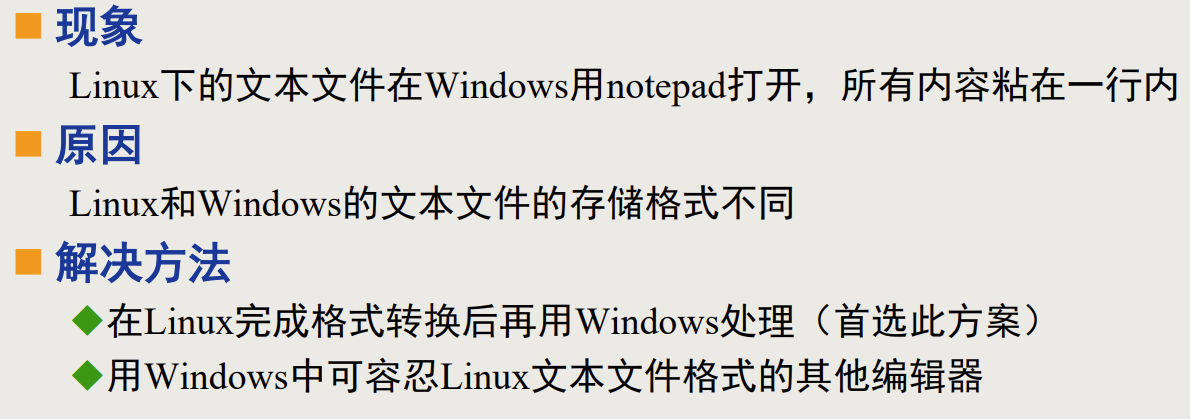 现象
Linux下的文本文件在Windows用notepad打开，所有内容粘在一行内
原因
Linux和Windows的文本文件的存储格式不同
解决方法
在Linux完成格式转换后再用Windows处理（首选此方案）
用Windows中可容忍Linux文本文件格式的其他编辑器